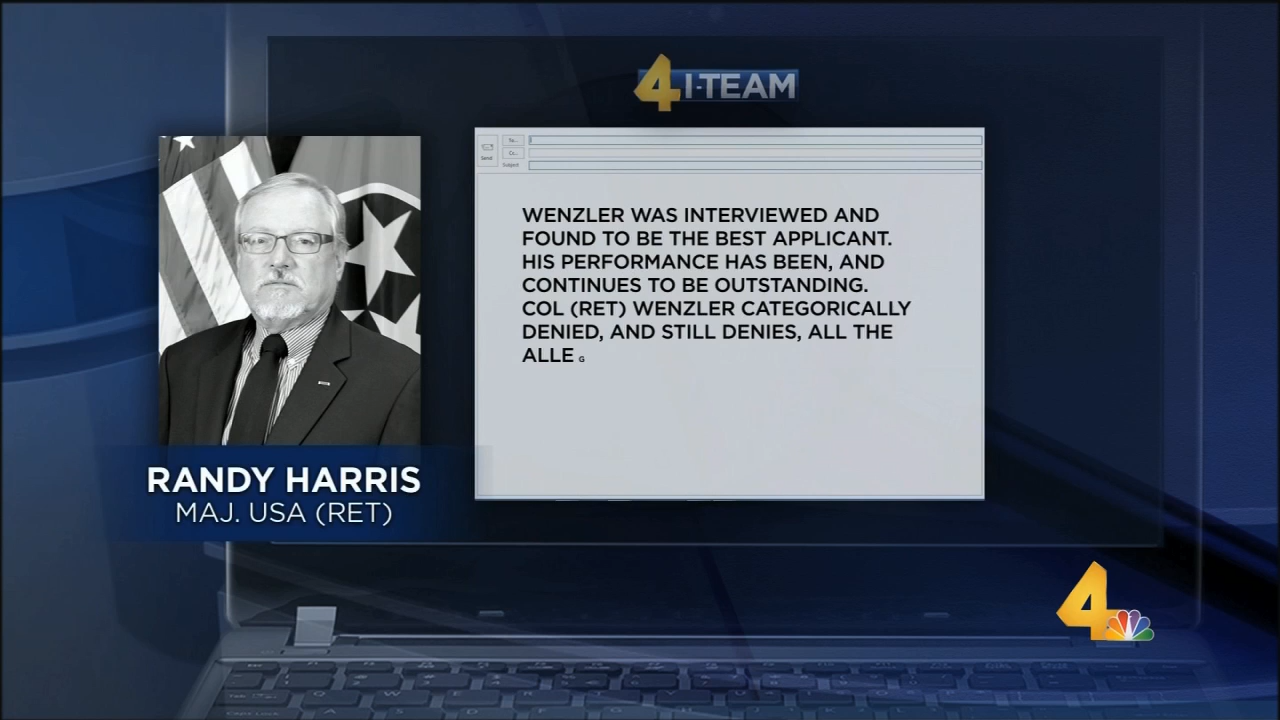 4 I-TEAM
Send
To...
Cc...
Subject
WENZLER WAS INTERVIEWED AND
FOUND TO BE THE BEST APPLICANT.
HIS PERFORMANCE HAS BEEN, AND
CONTINUES TO BE OUTSTANDING.
COL (RET) WENZLER CATEGORICALLY
DENIED, AND STILL DENIES, ALL THE
ALLE G
RANDY HARRIS
MAJ. USA (RET)
4